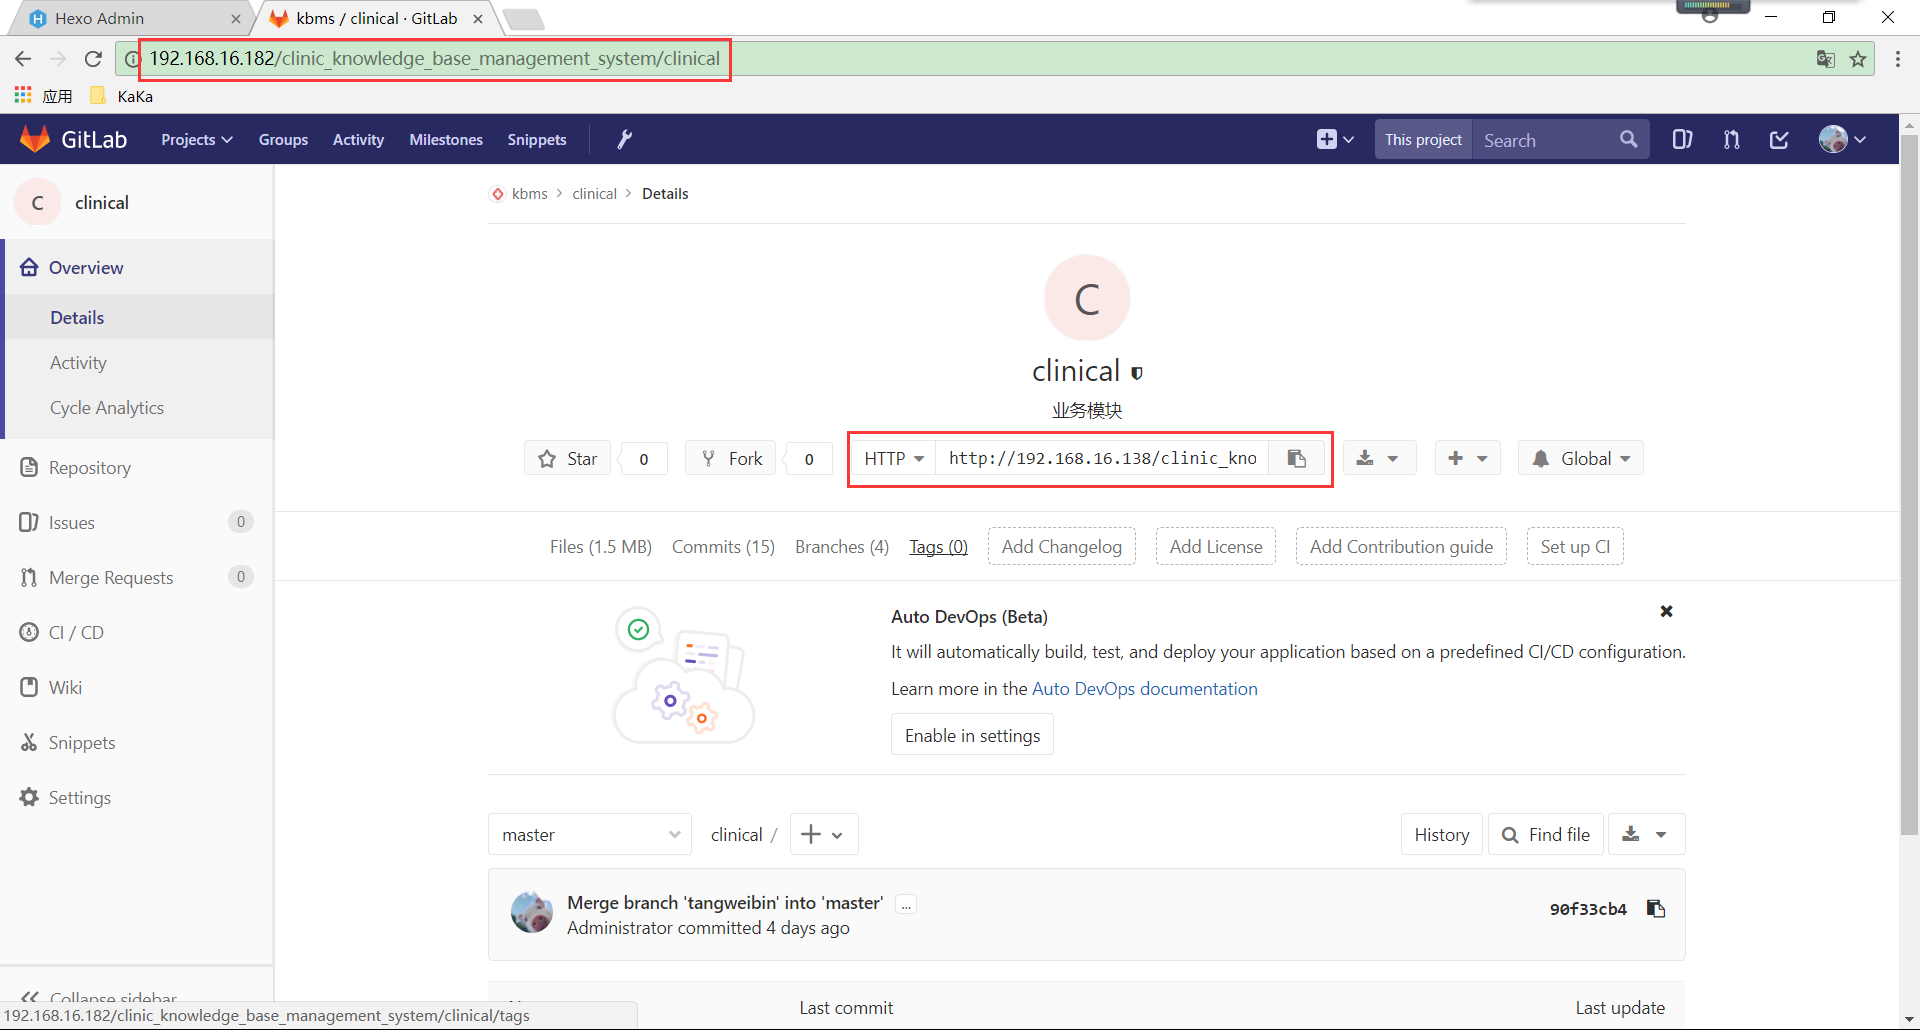 Hexo Admin
kbms / clinical · GitLab
192.168.16.182/clinic_knowledge_base_management_system/clinical
应用
KaKa
GitLab
Projects
Groups
Activity
Milestones
Snippets
This project
Search
C
clinical
kbms > clinical > Details
Overview
Details
Activity
Cycle Analytics
Repository
Issues 0
Merge Requests 0
CI / CD
Wiki
Snippets
Settings
Collapse sidebar
C
clinical
业务模块
Star 0
Fork 0
HTTP
http://192.168.16.138/clinic_kno
Global
Files (1.5 MB)
Commits (15)
Branches (4)
Tags (0)
Add Changelog
Add License
Add Contribution guide
Set up CI
Auto DevOps (Beta)
It will automatically build, test, and deploy your application based on a predefined CI/CD configuration.
Learn more in the Auto DevOps documentation
Enable in settings
master
clinical /
History
Find file
Merge branch 'tangweibin' into 'master' ...
Administrator committed 4 days ago
90f33cb4
Last commit
Last update
192.168.16.182/clinic_knowledge_base_management_system/clinical/tags